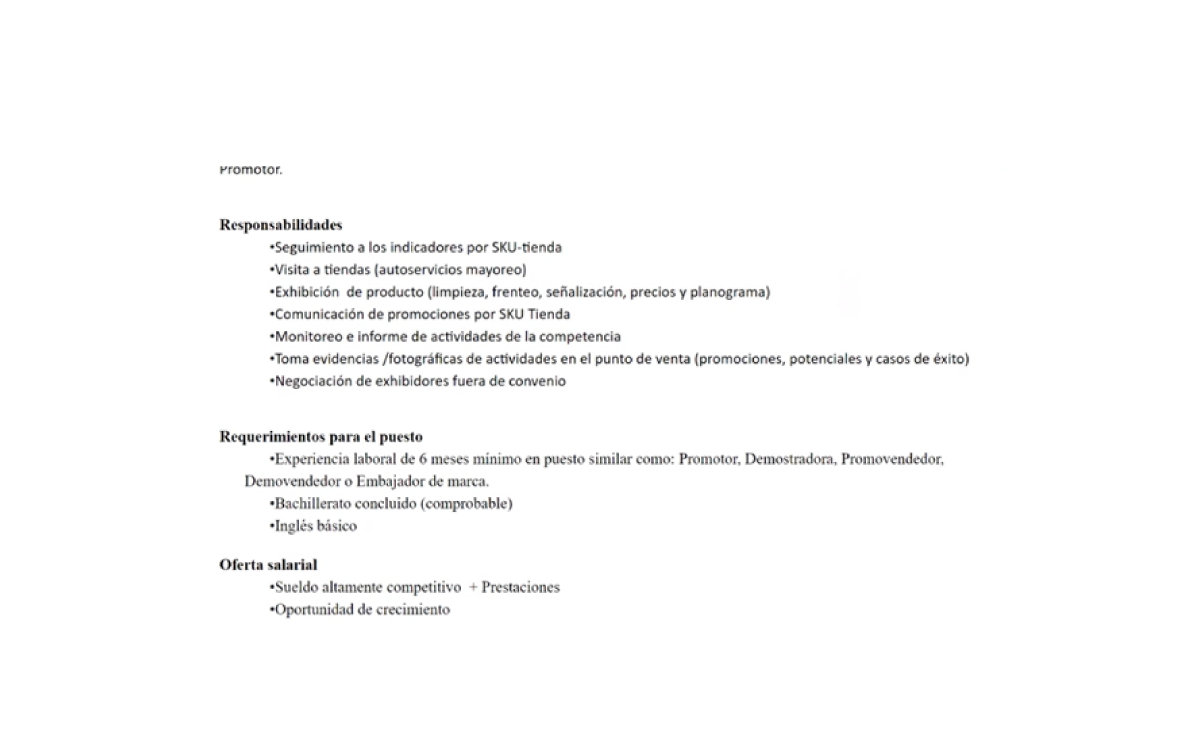 Promotor.
Responsabilidades
•Seguimiento a los indicadores por SKU-tienda
•Visita a tiendas (autoservicios mayoreo)
•Exhibición  de producto (limpieza, frenteo, señalización, precios y planograma)
•Comunicación de promociones por SKU Tienda
•Monitoreo e informe de actividades de la competencia
•Toma evidencias /fotográficas de actividades en el punto de venta (promociones, potenciales y casos de éxito)
•Negociación de exhibidores fuera de convenio
Requerimientos para el puesto
•Experiencia laboral de 6 meses mínimo en puesto similar como: Promotor, Demostradora, Promovendedor,
Demovendedor o Embajador de marca.
•Bachillerato concluido (comprobable)
•Inglés básico
Oferta salarial
•Sueldo altamente competitivo  + Prestaciones
•Oportunidad de crecimiento